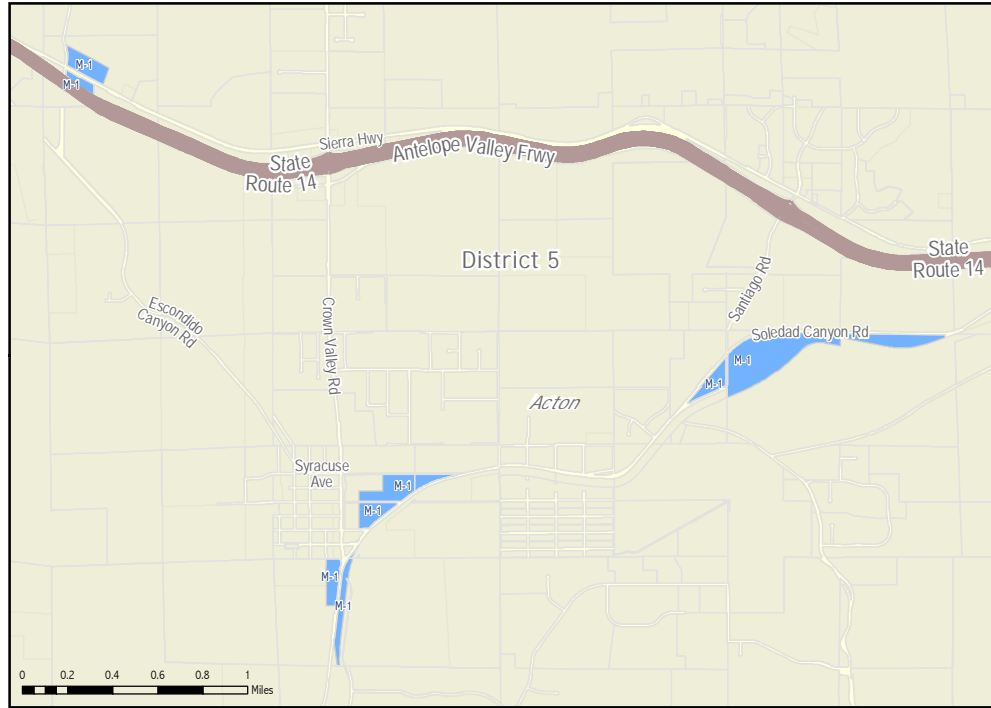 M-1
M-1
Sierra Hwy
Antelope Valley Frwy
State
Route 14
State
Route 14
District 5
Santiago Rd
Escondido
Canyon Rd
Crown Valley Rd
Soledad Canyon Rd
M-1
M-1
Acton
Syracuse
Ave
M-1
M-1
M-1
M-1
0 0.2 0.4 0.6 0.8 1
Miles